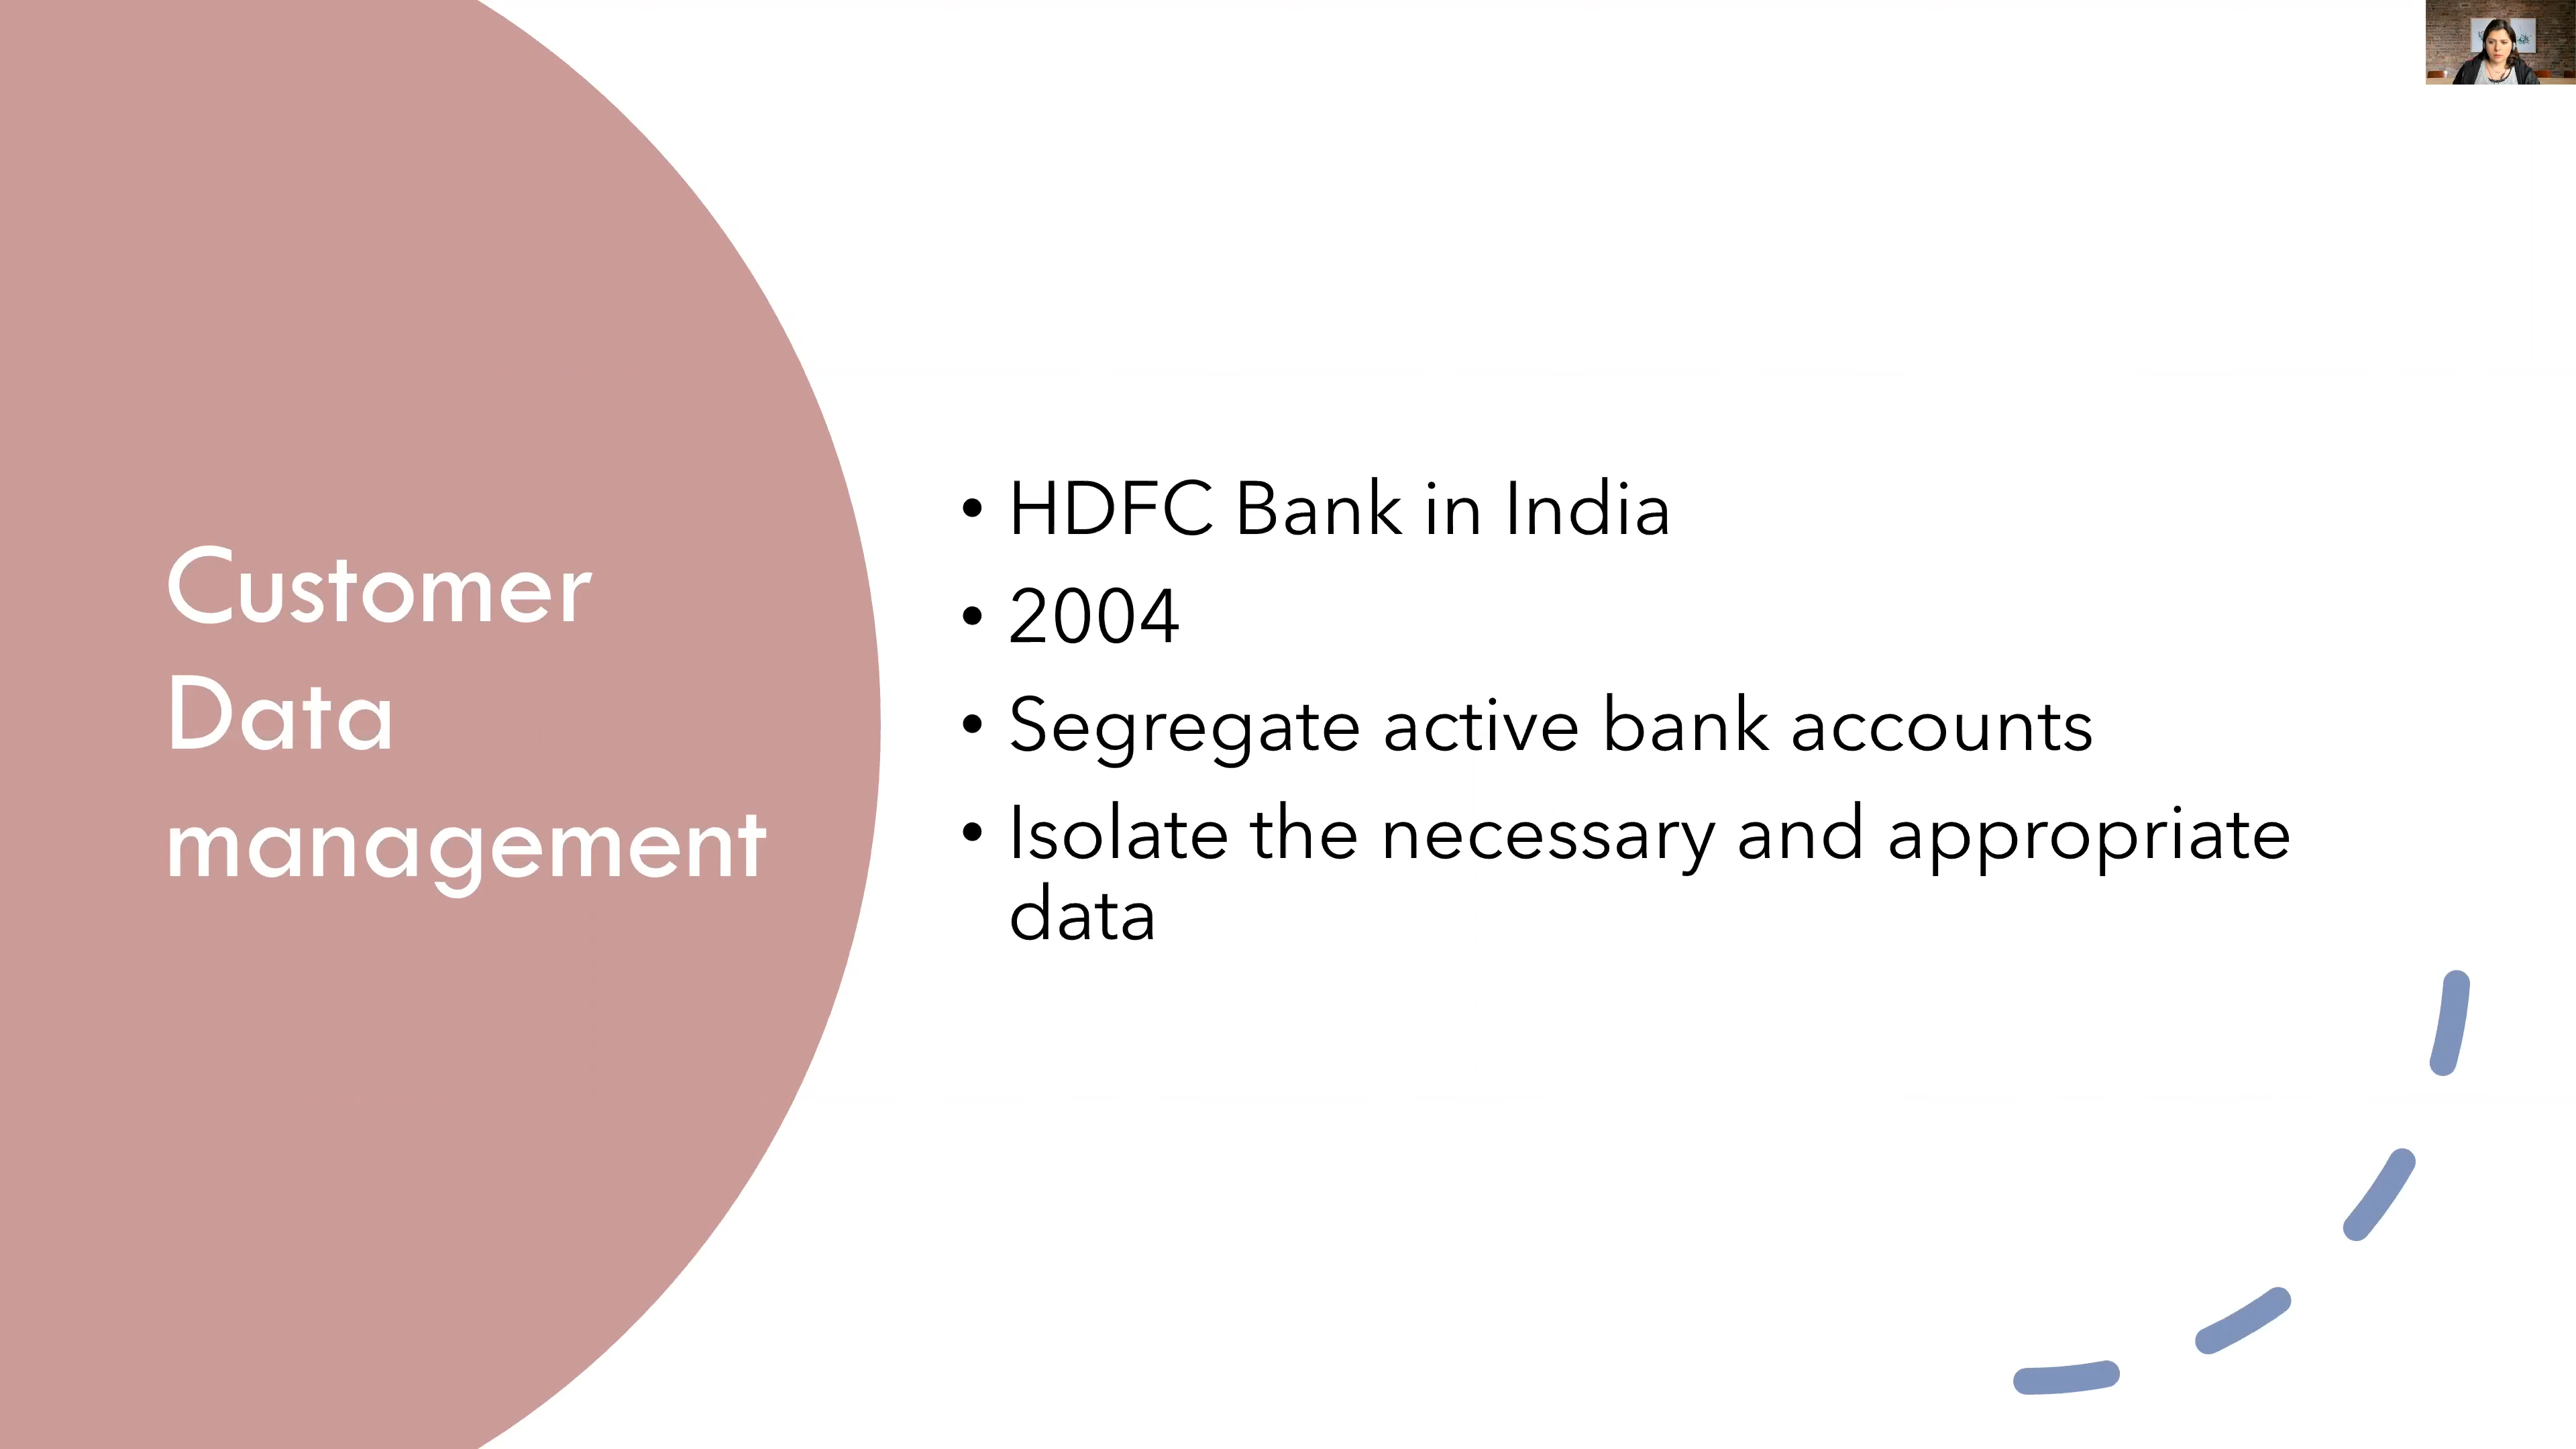 Customer
Data
management
• HDFC Bank in India
• 2004
• Segregate active bank accounts
• Isolate the necessary and appropriate
data